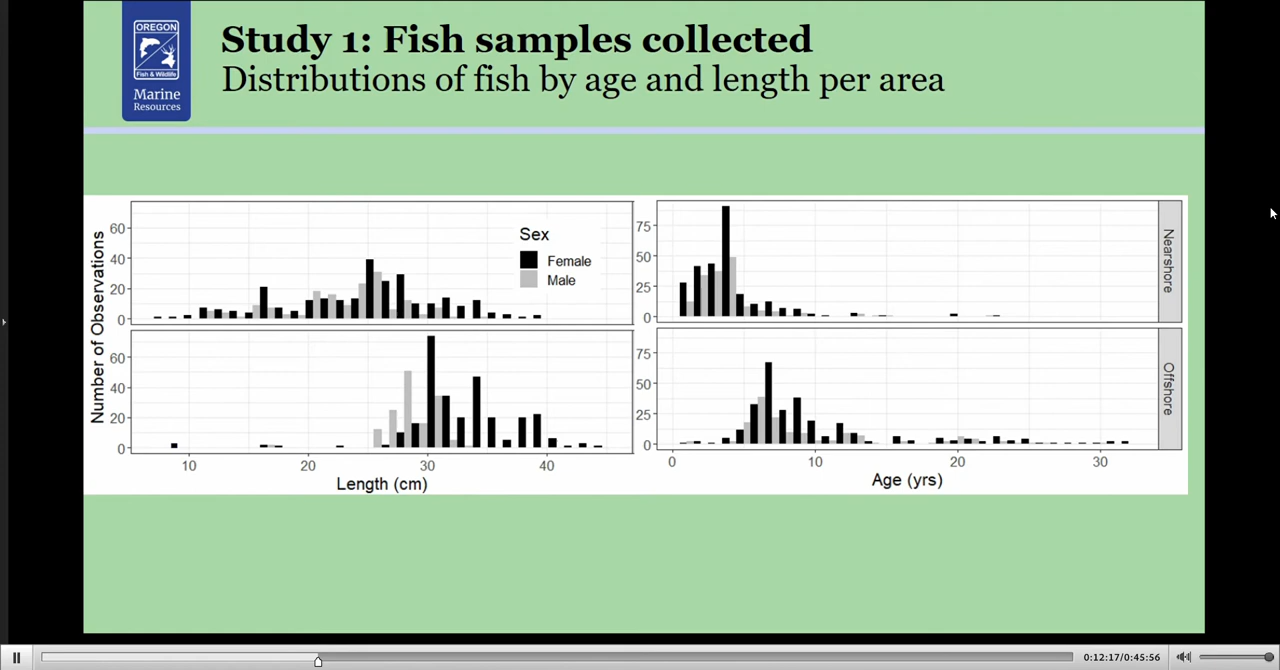 OREGON
Fish & Wildlife
Marine
Resources
Study 1: Fish samples collected
Distributions of fish by age and length per area
Number of Observations
60
40
20
0
60
40
20
0
Sex
Female
Male
10
20
30
40
Length (cm)
75
50
25
0
75
50
25
0
Nearshore
Offshore
0
10
20
30
Age (yrs)
0:12:17/0:45:56